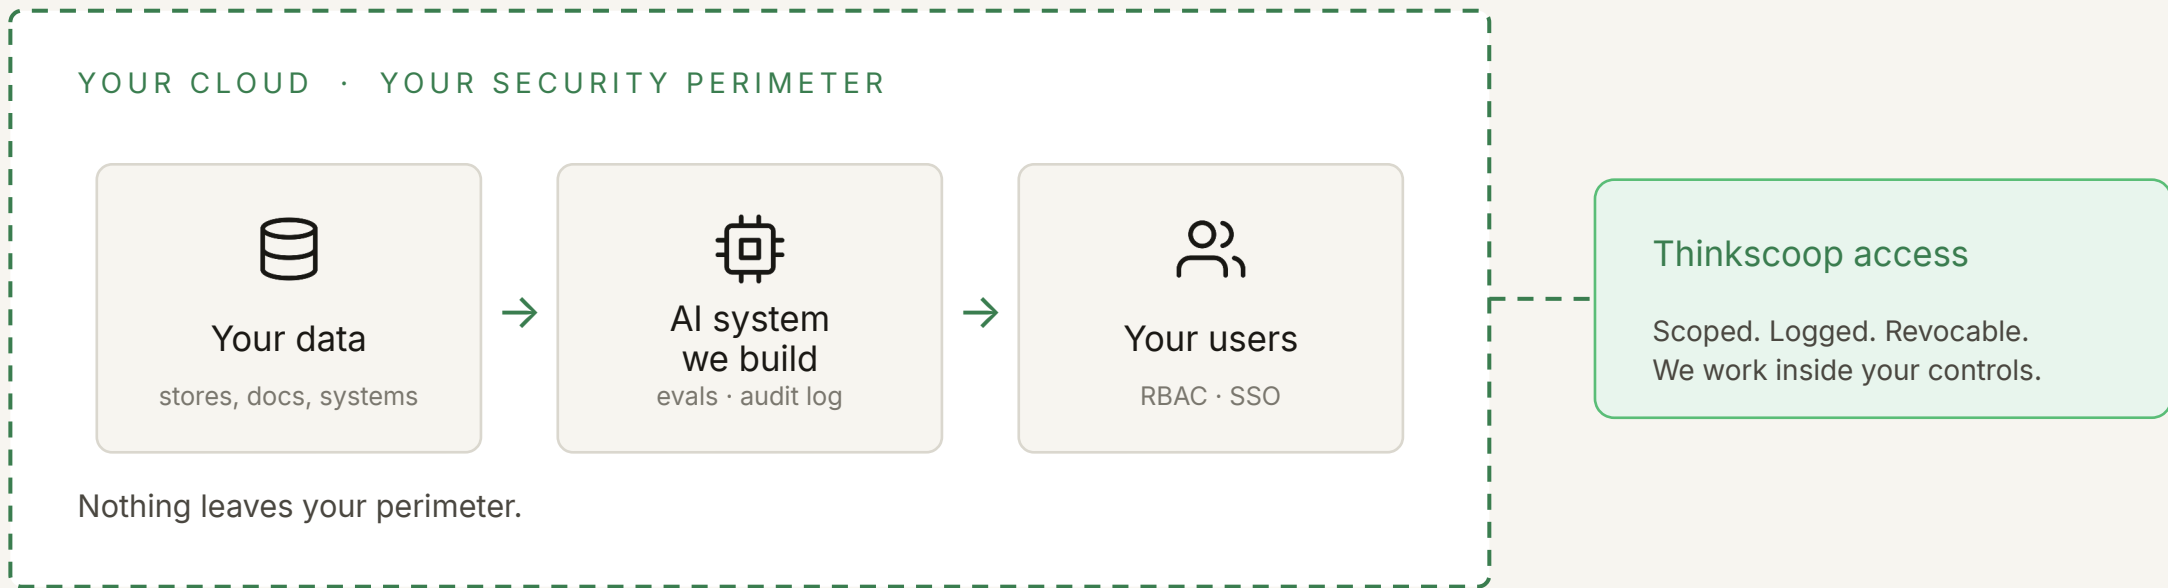 YOUR CLOUD · YOUR SECURITY PERIMETER
Your data
stores, docs, systems
AI system
we build
evals · audit log
Your users
RBAC · SSO
Nothing leaves your perimeter.
Thinkscoop access
Scoped. Logged. Revocable.
We work inside your controls.